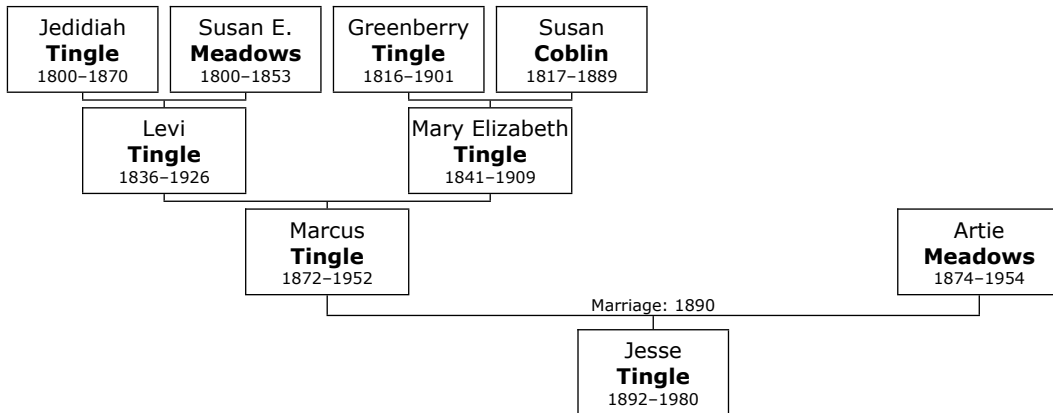 Jedidiah
Tingle
1800–1870
Susan E.
Meadows
1800–1853
Greenberry
Tingle
1816–1901
Susan
Coblin
1817–1889
Levi
Tingle
1836–1926
Mary Elizabeth
Tingle
1841–1909
Marcus
Tingle
1872–1952
Artie
Meadows
1874–1954
Marriage: 1890
Jesse
Tingle
1892–1980